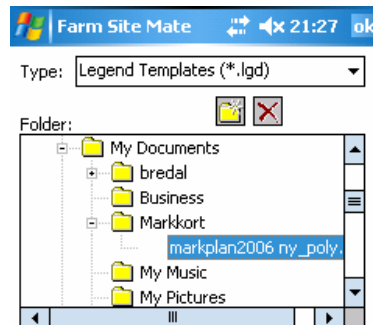 Farm Site Mate 21:27 ok
Type: Legend Templates (*.lgd)
Folder:
My Documents
bredal
Business
Markkort
markplan2006 ny_poly.
My Music
My Pictures